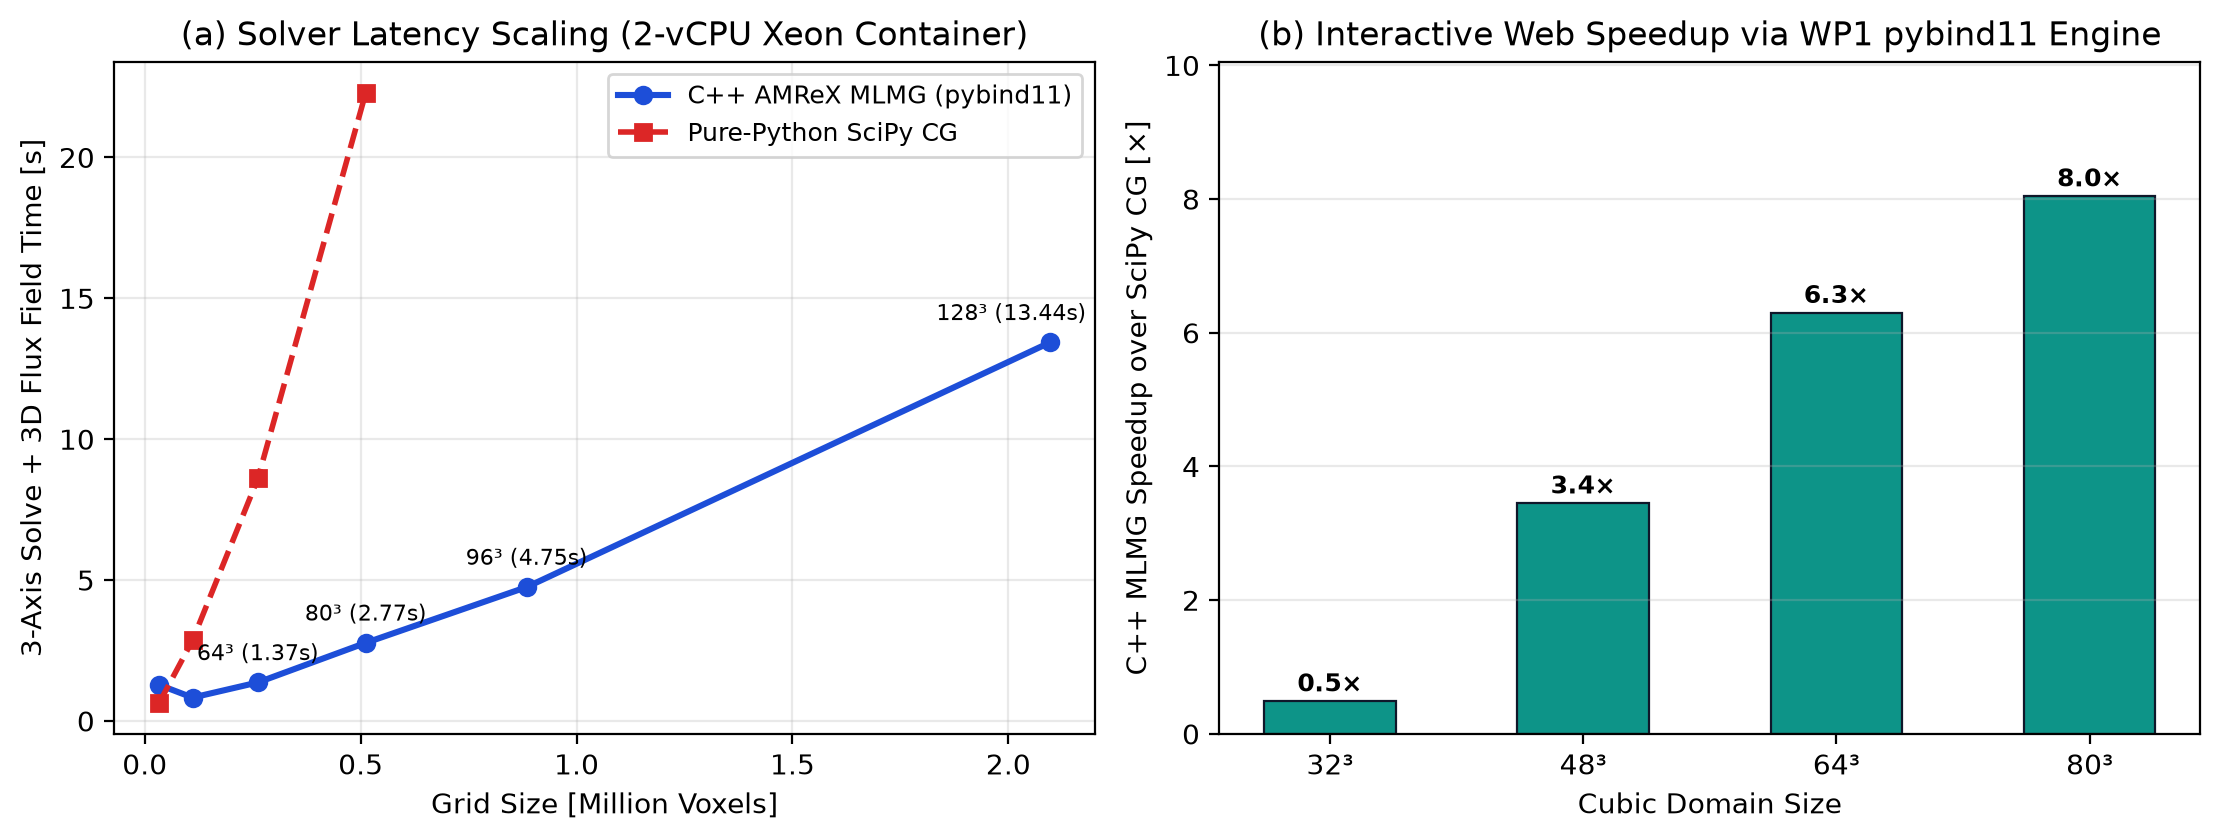 (a) Solver Latency Scaling (2-vCPU Xeon Container)
3-Axis Solve + 3D Flux Field Time [s]
20
15
10
5
0
C++ AMReX MLMG (pybind11)
Pure-Python SciPy CG
128³ (13.44s)
96³ (4.75s)
80³ (2.77s)
64³ (1.37s)
0.0
0.5
1.0
1.5
2.0
Grid Size [Million Voxels]
(b) Interactive Web Speedup via WP1 pybind11 Engine
C++ MLMG Speedup over SciPy CG [×]
10
8
6
4
2
0
0.5×
3.4×
6.3×
8.0×
32³
48³
64³
80³
Cubic Domain Size